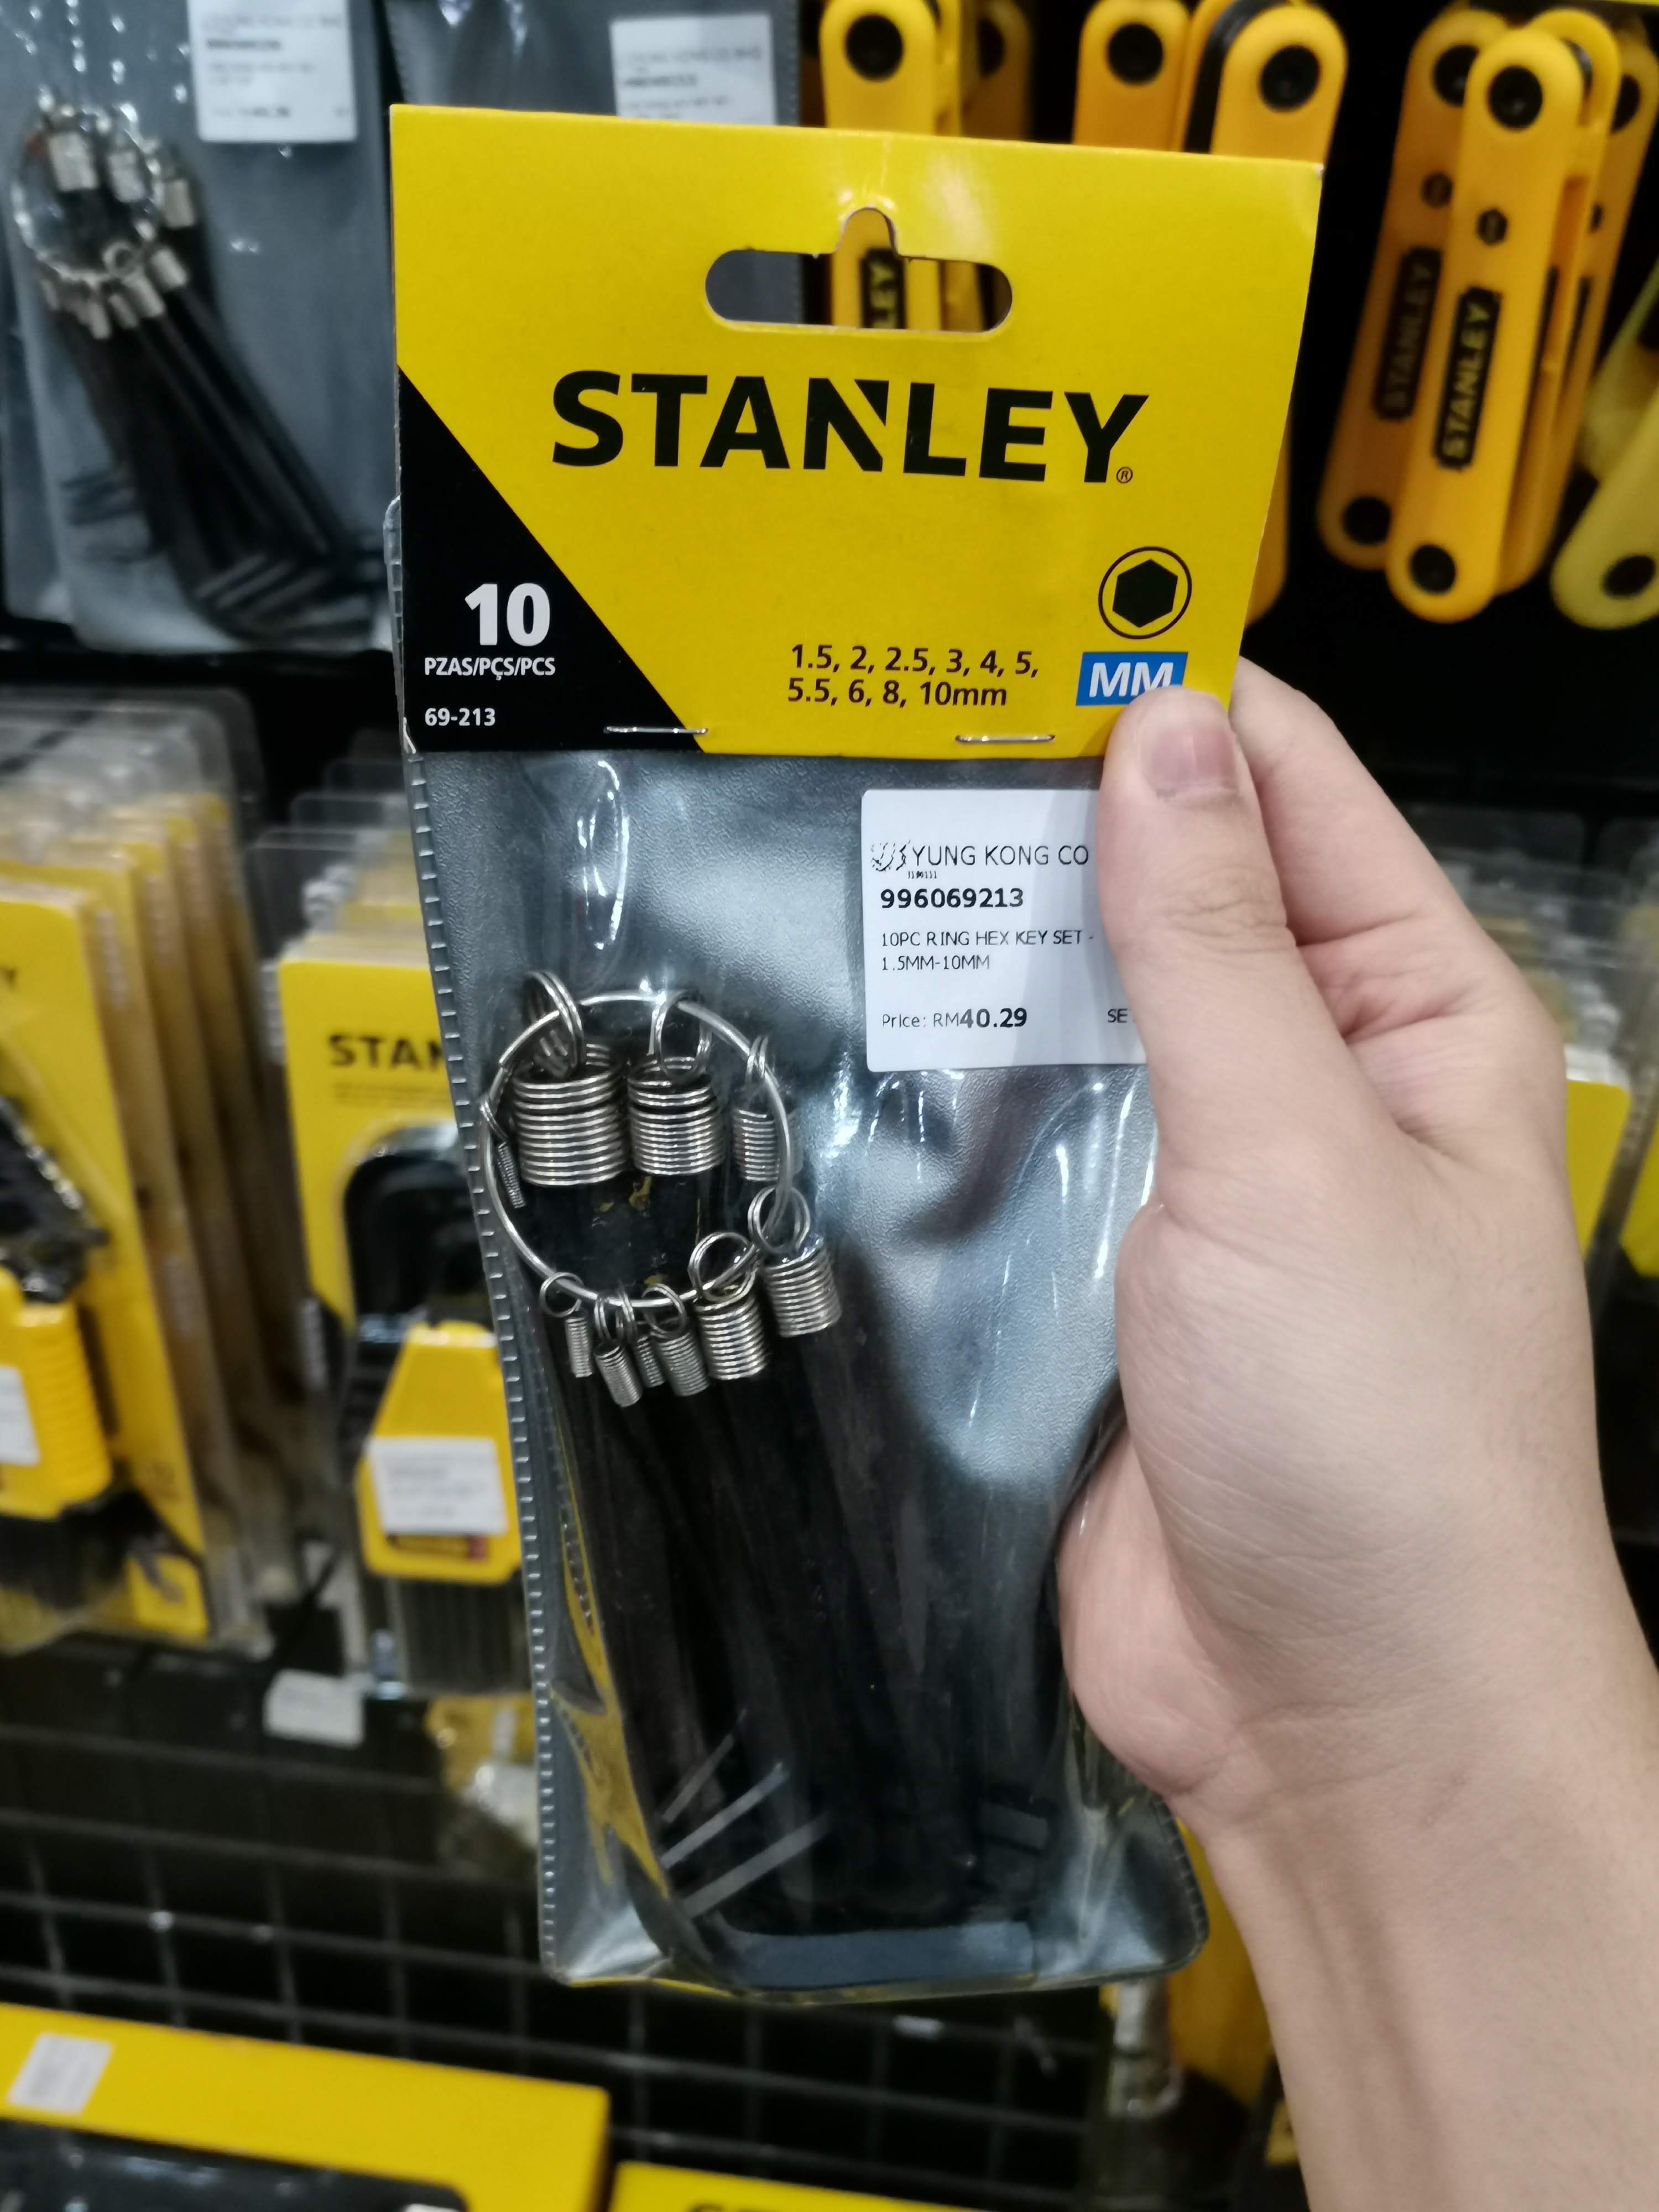 STANLEY®
10
PZAS/PÇS/PCS
69-213
1.5, 2, 2.5, 3, 4, 5,
5.5, 6, 8, 10mm
MM
YUNG KONG CO
996069213
10PC RING HEX KEY SET -
1.5MM-10MM
Price: RM40.29
SE
STANLEY
STANLEY
LEY
STAN